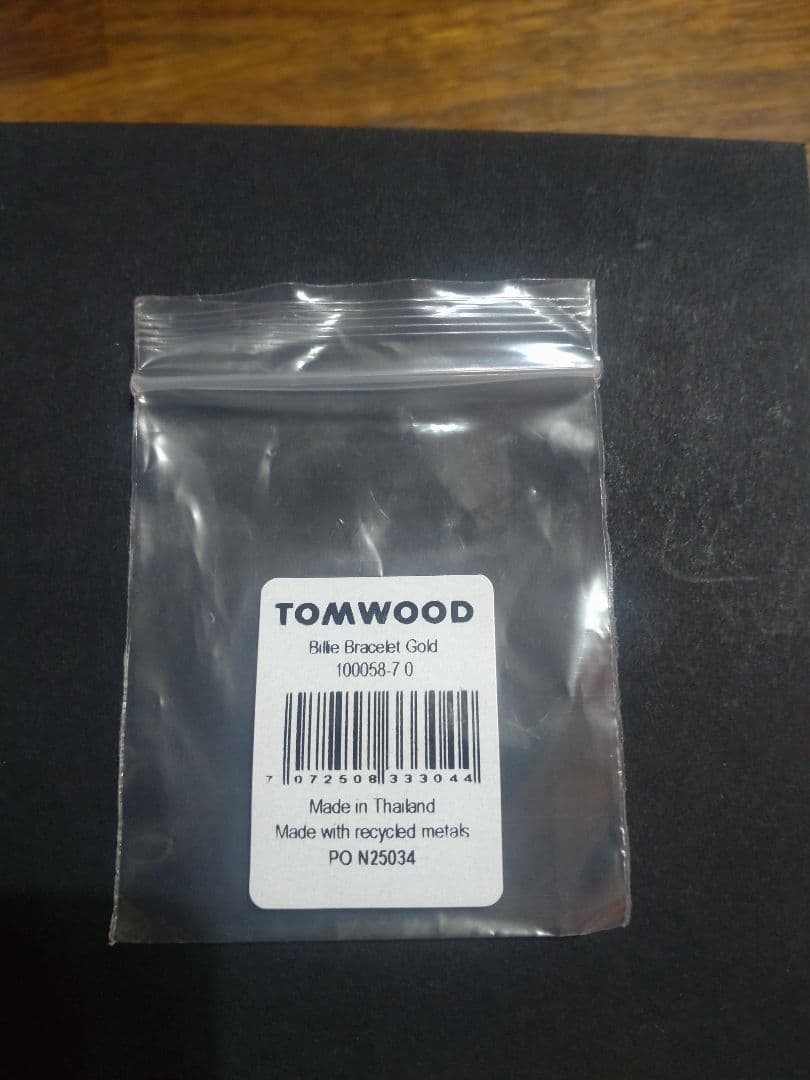 TOMWOOD
Billie Bracelet Gold
100058-7 0
7 072508 333044
Made in Thailand
Made with recycled metals
PO N25034